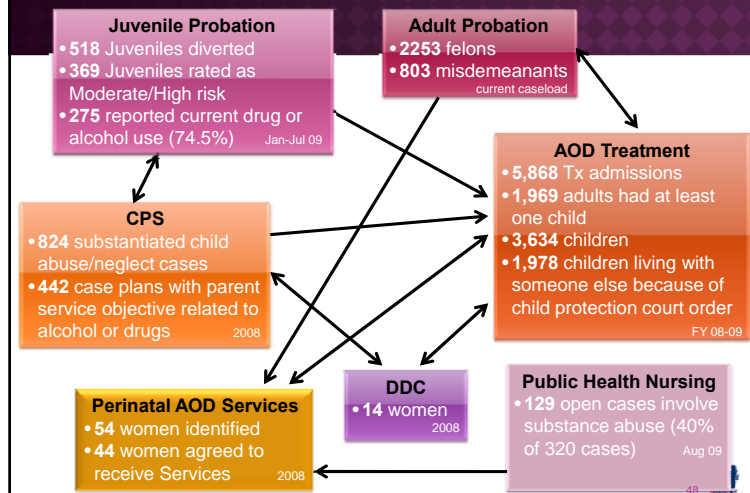 Juvenile Probation
• 518 Juveniles diverted
• 369 Juveniles rated as
Moderate/High risk
• 275 reported current drug or
alcohol use (74.5%) Jan-Jul 09
Adult Probation
• 2253 felons
• 803 misdemeanants
current caseload
AOD Treatment
• 5,868 Tx admissions
• 1,969 adults had at least
one child
• 3,634 children
• 1,978 children living with
someone else because of
child protection court order
FY 08-09
CPS
• 824 substantiated child
abuse/neglect cases
• 442 case plans with parent
service objective related to
alcohol or drugs 2008
DDC
• 14 women
2008
Public Health Nursing
• 129 open cases involve
substance abuse (40%
of 320 cases) Aug 09
Perinatal AOD Services
• 54 women identified
• 44 women agreed to
receive Services 2008
48